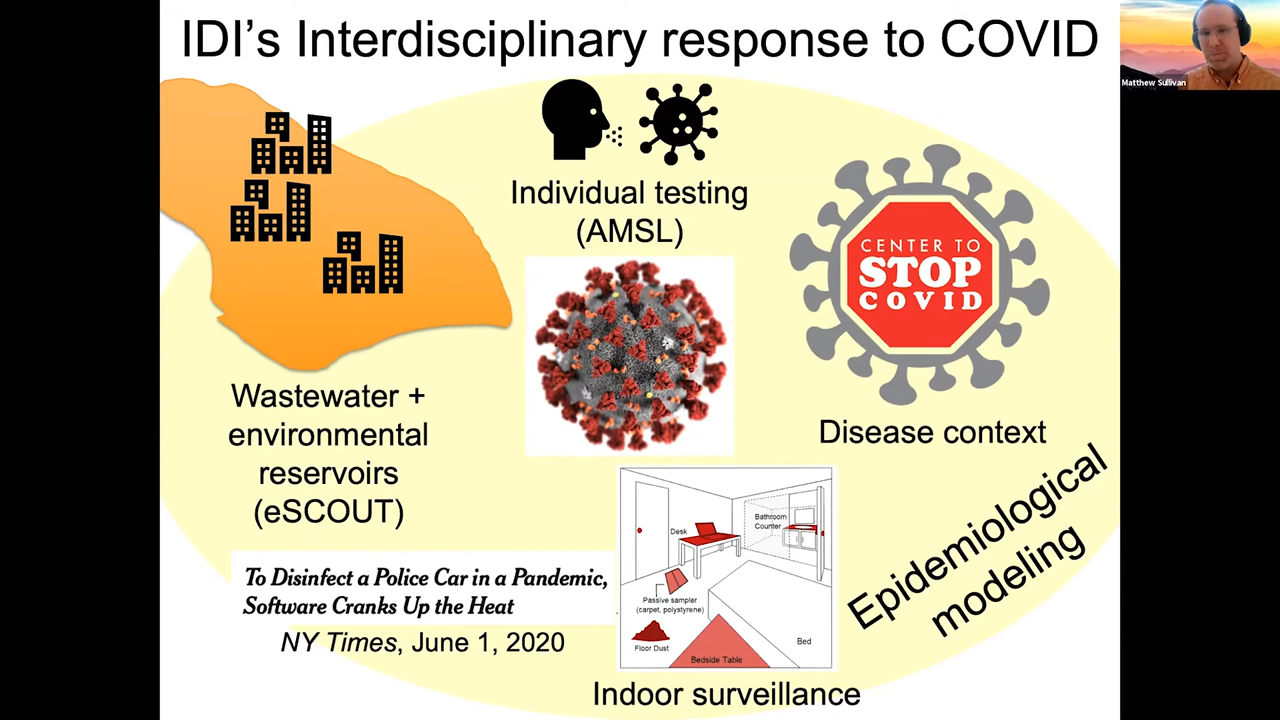 IDI's Interdisciplinary response to COVID
Matthew Sullivan
Individual testing
(AMSL)
CENTER TO
STOP
COVID
Wastewater +
environmental
reservoirs
(eSCOUT)
Disease context
Epidemiological
modeling
To Disinfect a Police Car in a Pandemic,
Software Cranks Up the Heat
NY Times, June 1, 2020
Desk
Bathroom
Counter
Passive sampler
(carpet, polystyrene)
Floor Dust
Bed
Bedside Table
Indoor surveillance